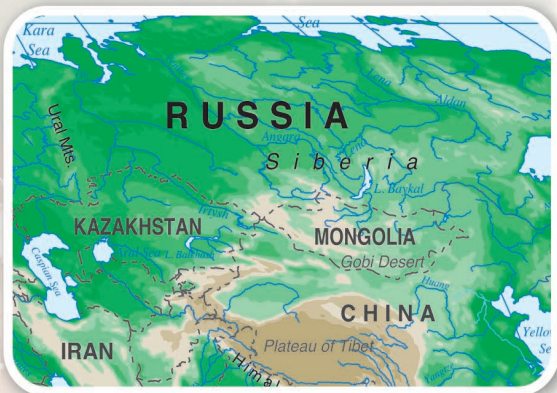 Kara
Sea
Sea
Lena
Aldan
Ural Mts.
RUSSIA
Angara
Lena
Siberia
L. Baykal
Irtysh
KAZAKHSTAN
MONGOLIA
Gobi Desert
Aral Sea
L. Balkhash
Caspian Sea
Huang
CHINA
Yellow
Se
IRAN
Plateau of Tibet
Himal
Yangtze